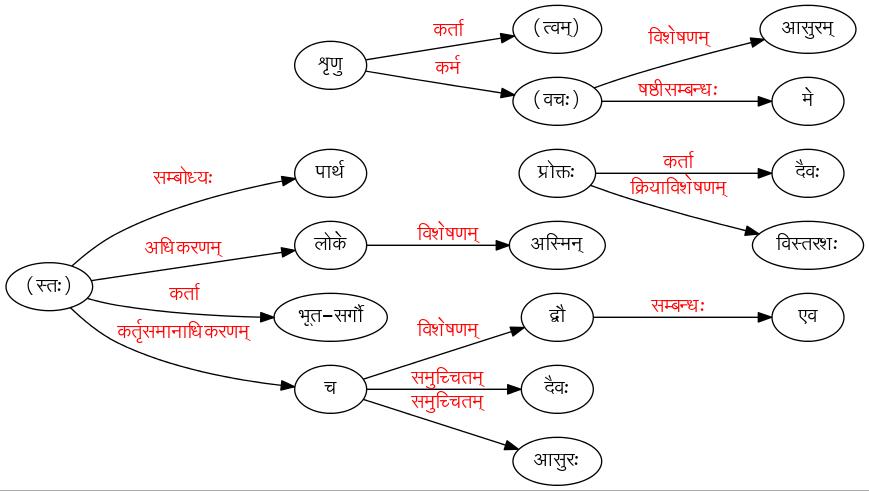 कर्ता
(त्वम्)
विशेषणम्
आसुरम्
शृणु
कर्म
(वचः)
षष्ठीसम्बन्धः
मे
सम्बोध्यः
पार्थ
प्रोक्तः
कर्ता
दैवः
क्रियाविशेषणम्
विस्तरशः
अधिकरणम्
लोके
विशेषणम्
अस्मिन्
(स्तः)
कर्ता
भूत-सर्गौ
कर्तृसमानाधिकरणम्
विशेषणम्
द्वौ
सम्बन्धः
एव
च
समुच्चितम्
दैवः
समुच्चितम्
आसुरः